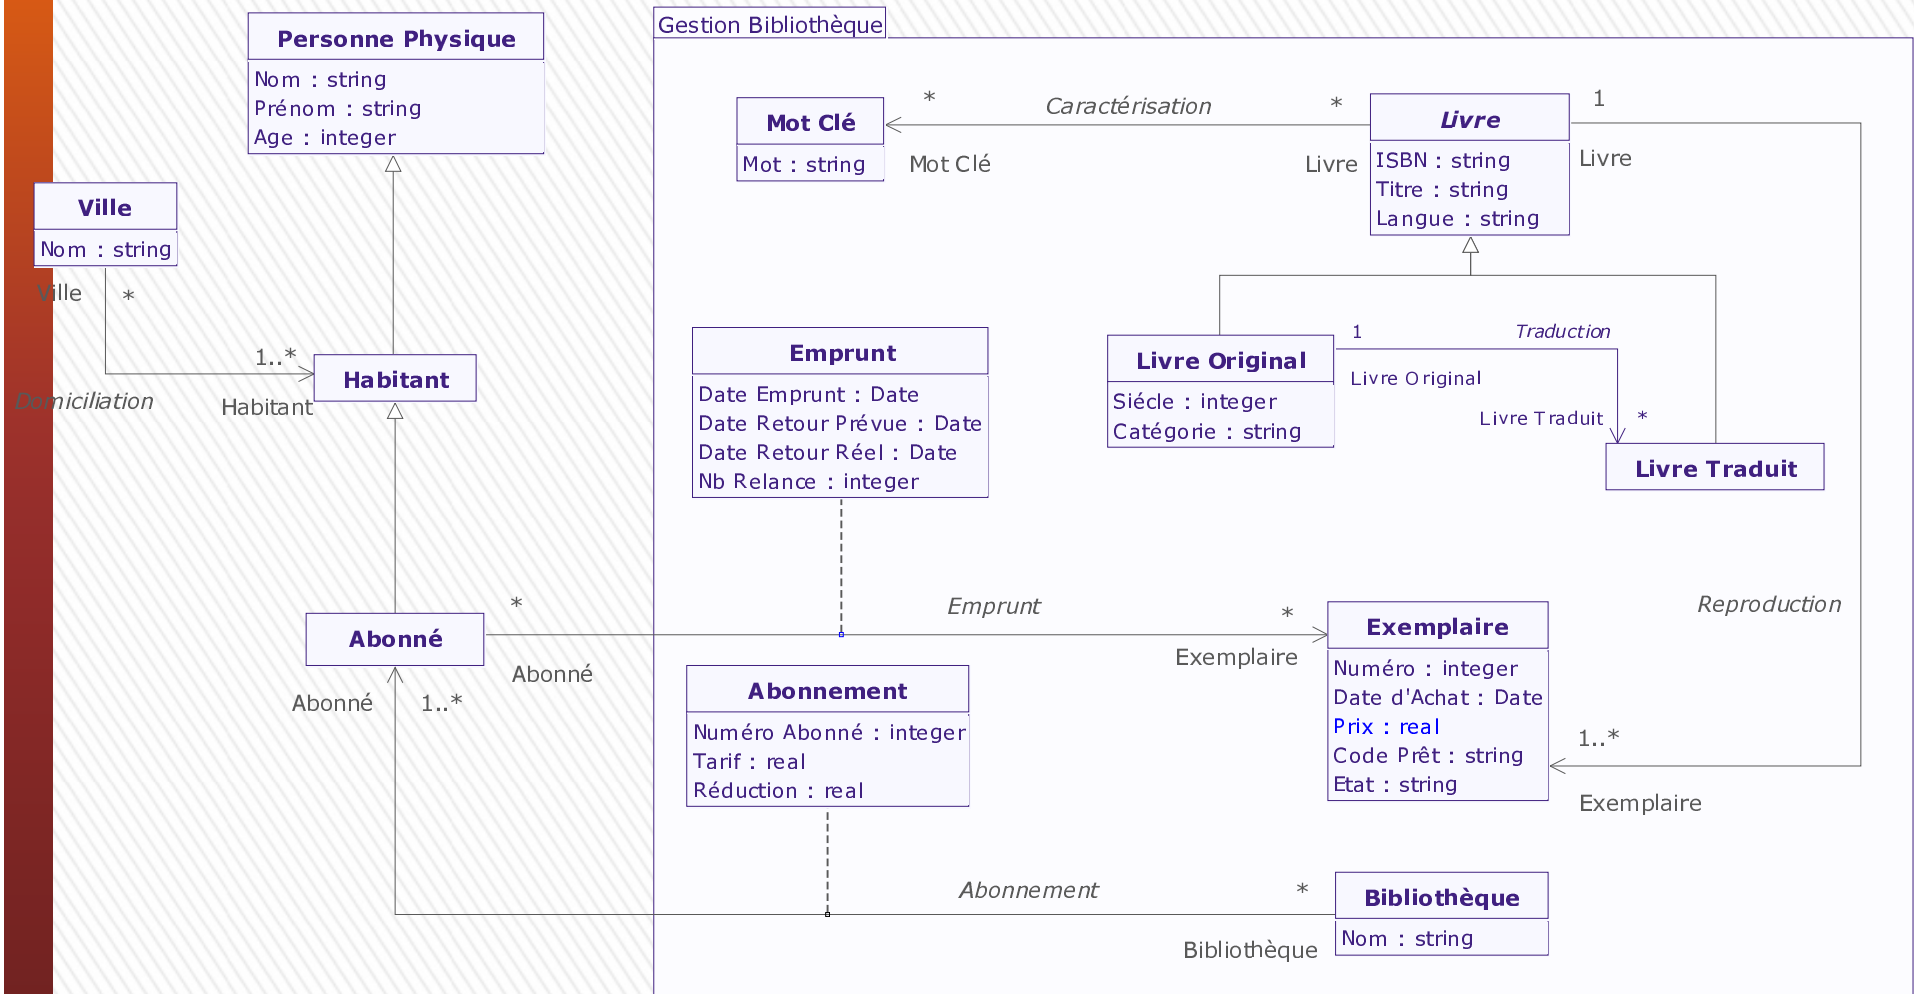 Gestion Bibliothèque
Personne Physique
Nom : string
Prénom : string
Age : integer
Ville
Nom : string
Ville
*
1..*
Domiciliation
Habitant
Habitant
Mot Clé
Mot : string
*
Caractérisation
*
Mot Clé
Livre
Livre
ISBN : string
Titre : string
Langue : string
1
Livre
Emprunt
Date Emprunt : Date
Date Retour Prévue : Date
Date Retour Réel : Date
Nb Relance : integer
Livre Original
Siécle : integer
Catégorie : string
1
Traduction
Livre Original
Livre Traduit
*
Livre Traduit
Reproduction
Abonné
*
Abonné
Emprunt
*
Exemplaire
Exemplaire
Numéro : integer
Date d'Achat : Date
Prix : real
Code Prêt : string
Etat : string
1..*
Exemplaire
Abonné
1..*
Abonnement
Numéro Abonné : integer
Tarif : real
Réduction : real
Abonnement
*
Bibliothèque
Bibliothèque
Nom : string